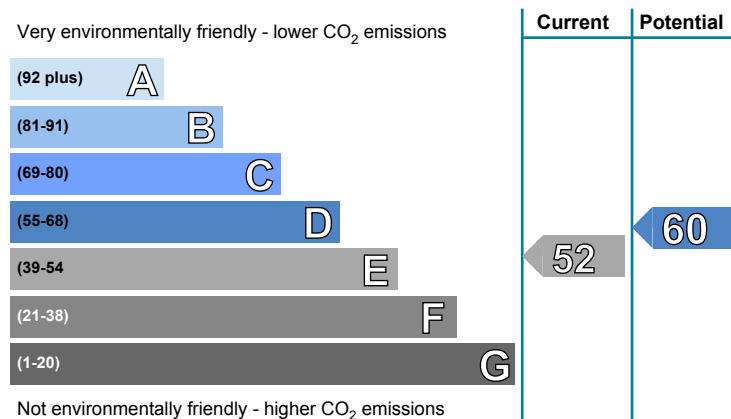 Very environmentally friendly - lower CO₂ emissions
Current
Potential
(92 plus) A
(81-91) B
(69-80) C
(55-68) D
(39-54 E
(21-38) F
(1-20) G
52
60
Not environmentally friendly - higher CO₂ emissions